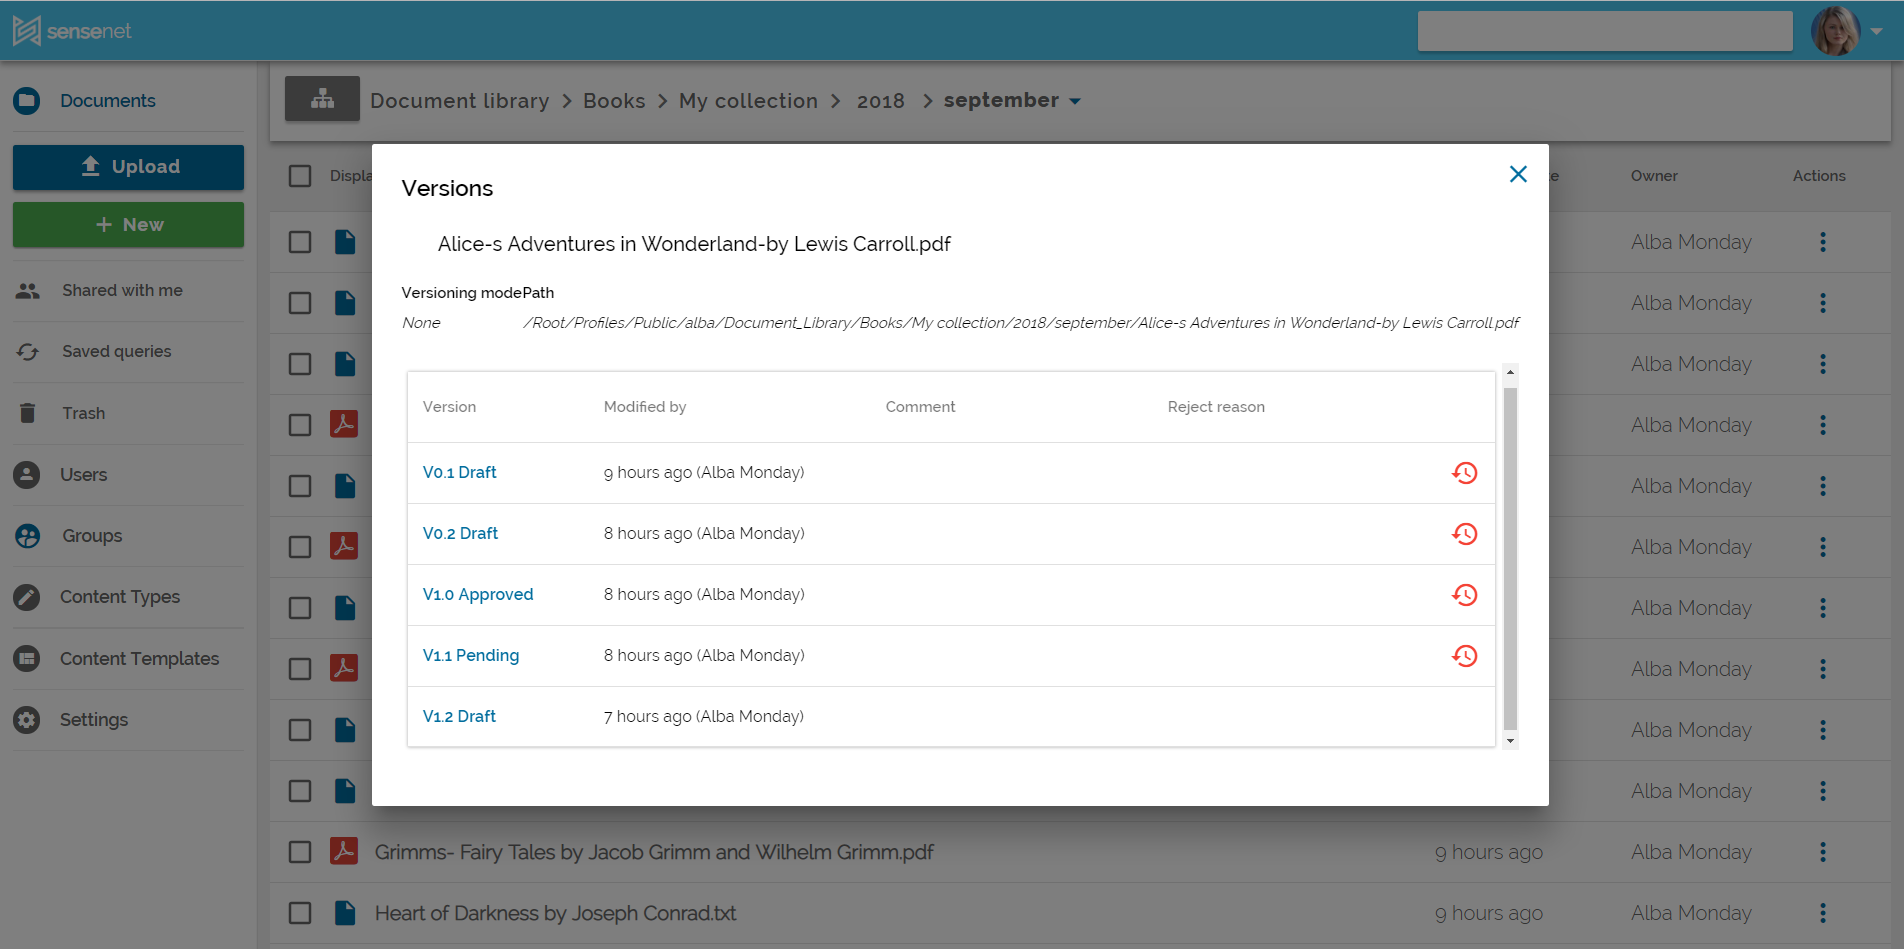 sensenet
Documents
Document library > Books > My collection > 2018 > september
Upload
New
Shared with me
Saved queries
Trash
Users
Groups
Content Types
Content Templates
Settings
Owner Actions
Versions
Alice-s Adventures in Wonderland-by Lewis Carroll.pdf
Versioning mode Path
None /Root/Profiles/Public/alba/Document_Library/Books/My collection/2018/september/Alice-s Adventures in Wonderland-by Lewis Carroll.pdf
Version Modified by Comment Reject reason
V0.1 Draft 9 hours ago (Alba Monday)
V0.2 Draft 8 hours ago (Alba Monday)
V1.0 Approved 8 hours ago (Alba Monday)
V1.1 Pending 8 hours ago (Alba Monday)
V1.2 Draft 7 hours ago (Alba Monday)
Alba Monday
Alba Monday
Alba Monday
Alba Monday
Alba Monday
Alba Monday
Alba Monday
Alba Monday
Alba Monday
Alba Monday
Grimms- Fairy Tales by Jacob Grimm and Wilhelm Grimm.pdf 9 hours ago Alba Monday
Heart of Darkness by Joseph Conrad.txt 9 hours ago Alba Monday